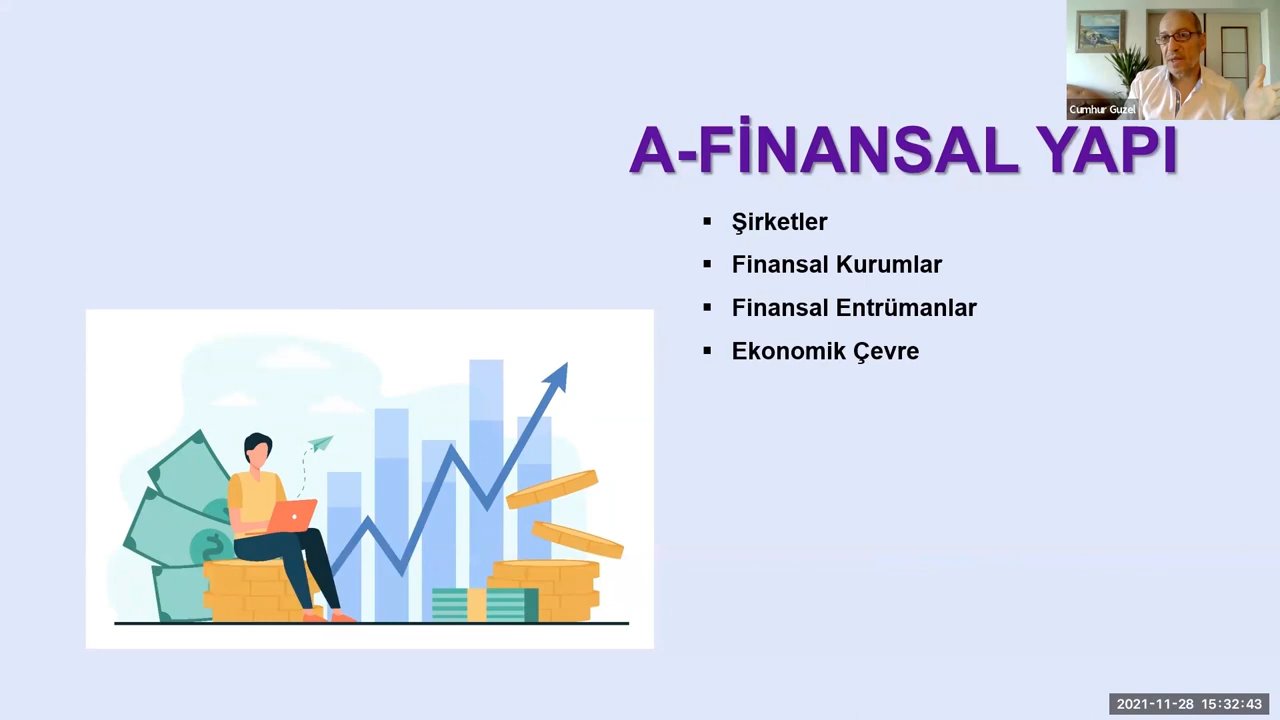 Cumhur Guzel
A-FİNANSAL YAPI
▪ Şirketler
▪ Finansal Kurumlar
▪ Finansal Entrümanlar
▪ Ekonomik Çevre
$
2021-11-28 15:32:43